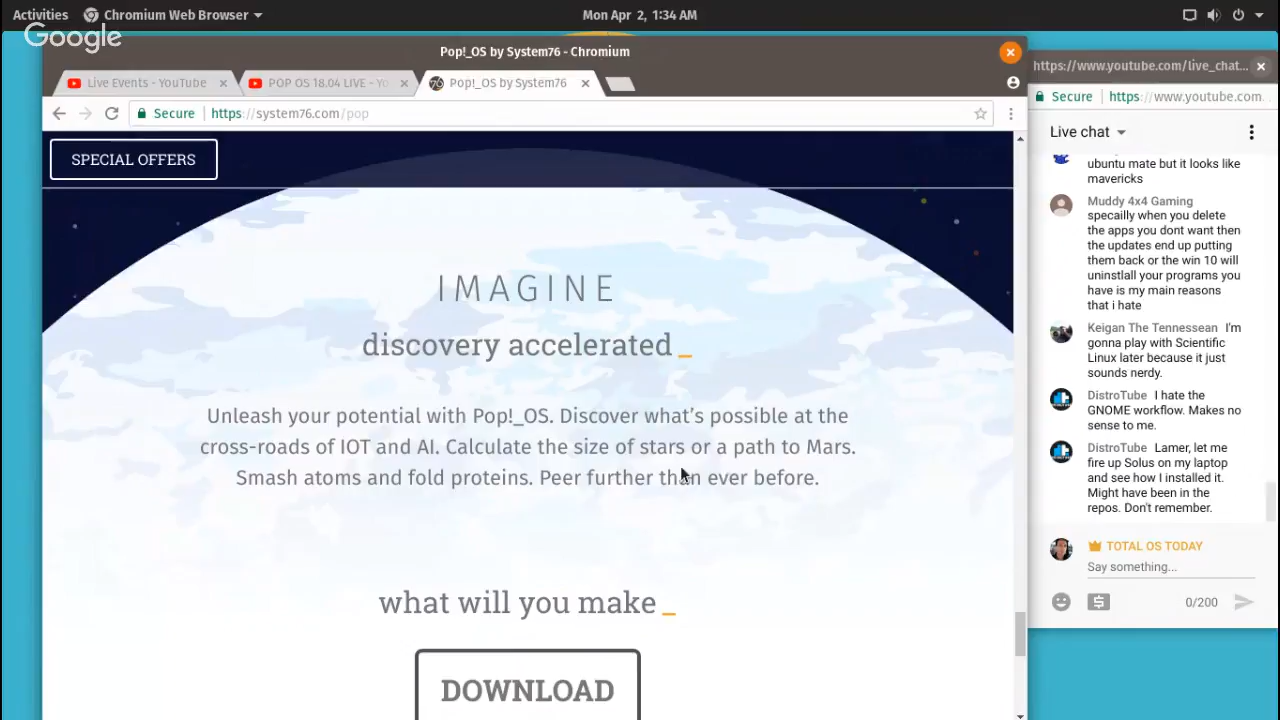 Activities
Chromium Web Browser
Mon Apr 2, 1:34 AM
Google
Pop!_OS by System76 - Chromium
Live Events - YouTube
POP OS 18.04 LIVE - Yo
Pop!_OS by System76
Secure
https://system76.com/pop
SPECIAL OFFERS
IMAGINE
discovery accelerated _
Unleash your potential with Pop!_OS. Discover what's possible at the
cross-roads of IOT and AI. Calculate the size of stars or a path to Mars.
Smash atoms and fold proteins. Peer further than ever before.
what will you make _
DOWNLOAD
https://www.youtube.com/live_chat...
Secure
https://www.youtube.com
Live chat
ubuntu mate but it looks like
mavericks
Muddy 4x4 Gaming
specailly when you delete
the apps you dont want then
the updates end up putting
them back or the win 10 will
uninstlall your programs you
have is my main reasons
that i hate
Keigan The Tennessean I'm
gonna play with Scientific
Linux later because it just
sounds nerdy.
DistroTube I hate the
GNOME workflow. Makes no
sense to me.
DistroTube Lamer, let me
fire up Solus on my laptop
and see how I installed it.
Might have been in the
repos. Don't remember.
TOTAL OS TODAY
Say something...
0/200